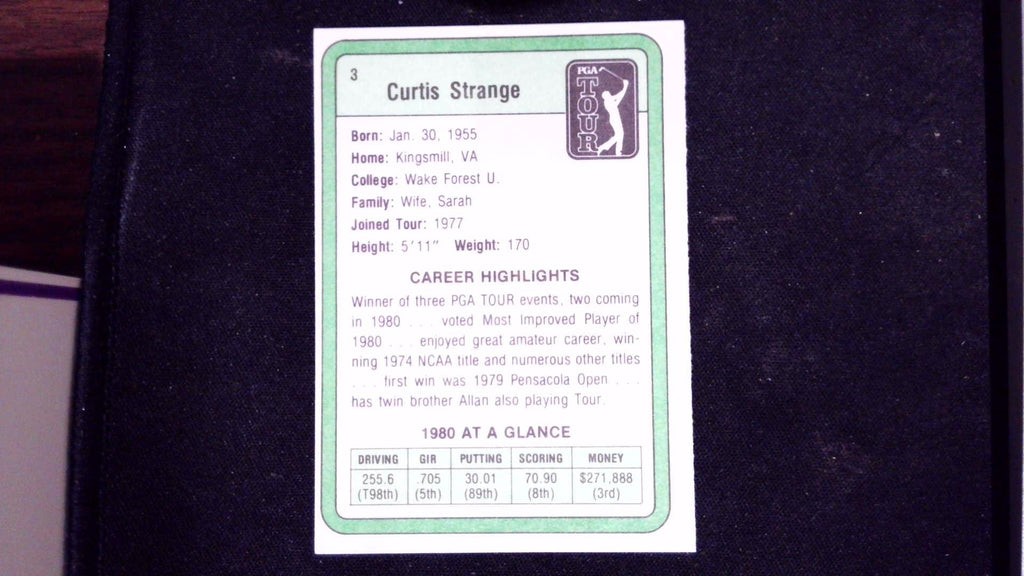 3
Curtis Strange
PGA
TOUR
Born: Jan. 30, 1955
Home: Kingsmill, VA
College: Wake Forest U.
Family: Wife, Sarah
Joined Tour: 1977
Height: 5'11" Weight: 170
CAREER HIGHLIGHTS
Winner of three PGA TOUR events, two coming
in 1980 . . . voted Most Improved Player of
1980 . . . enjoyed great amateur career, win-
ning 1974 NCAA title and numerous other titles
. . . first win was 1979 Pensacola Open . . .
has twin brother Allan also playing Tour.
1980 AT A GLANCE
DRIVING GIR PUTTING SCORING MONEY
255.6 .705 30.01 70.90 $271,888
(T98th) (5th) (89th) (8th) (3rd)